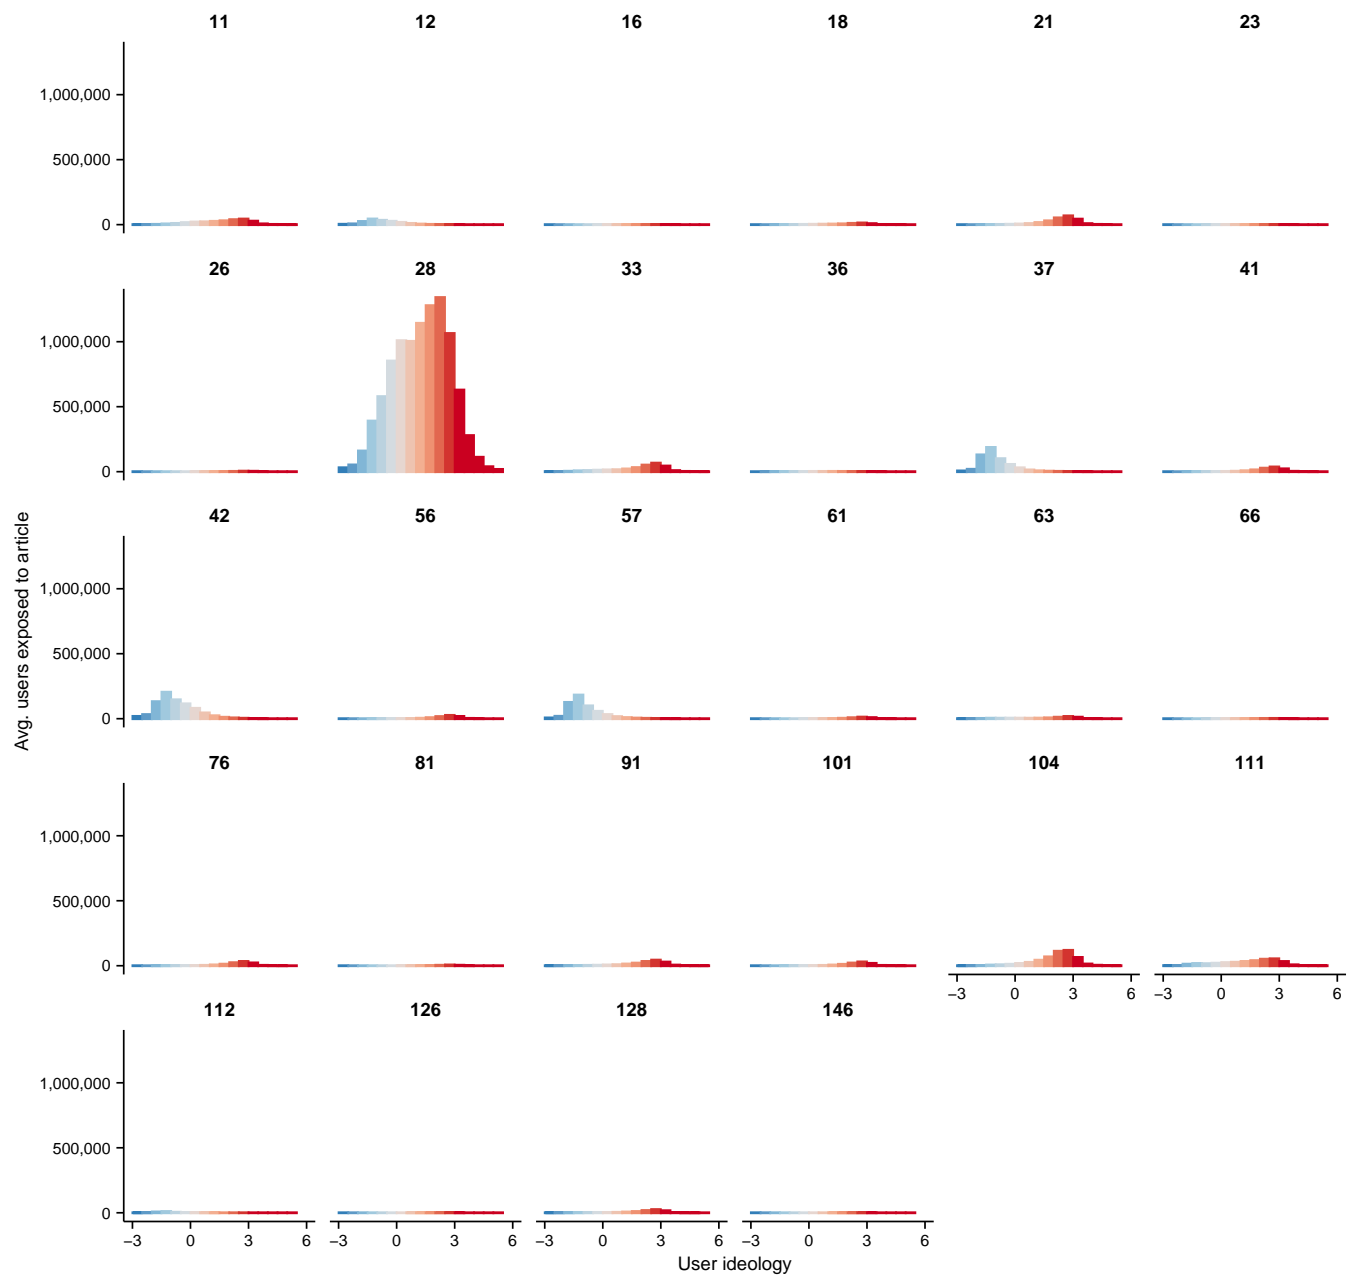 11 12 16 18 21 23
1,000,000
500,000
0
26 28 33 36 37 41
1,000,000
500,000
0
42 56 57 61 63 66
1,000,000
500,000
0
Avg. users exposed to article
76 81 91 101 104 111
1,000,000
500,000
0
−3 0 3 6 −3 0 3 6
112 126 128 146
1,000,000
500,000
0
−3 0 3 6 −3 0 3 6 −3 0 3 6 −3 0 3 6
User ideology